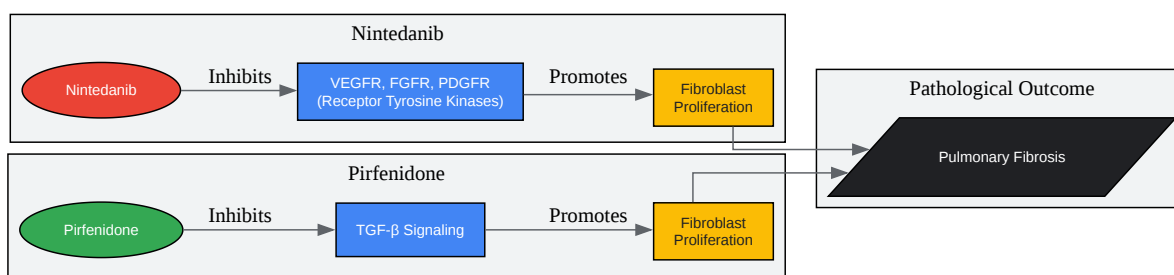 Nintedanib
Nintedanib
Inhibits
VEGFR, FGFR, PDGFR
(Receptor Tyrosine Kinases)
Promotes
Fibroblast
Proliferation
Pathological Outcome
Pulmonary Fibrosis
Pirfenidone
Pirfenidone
Inhibits
TGF-β Signaling
Promotes
Fibroblast
Proliferation